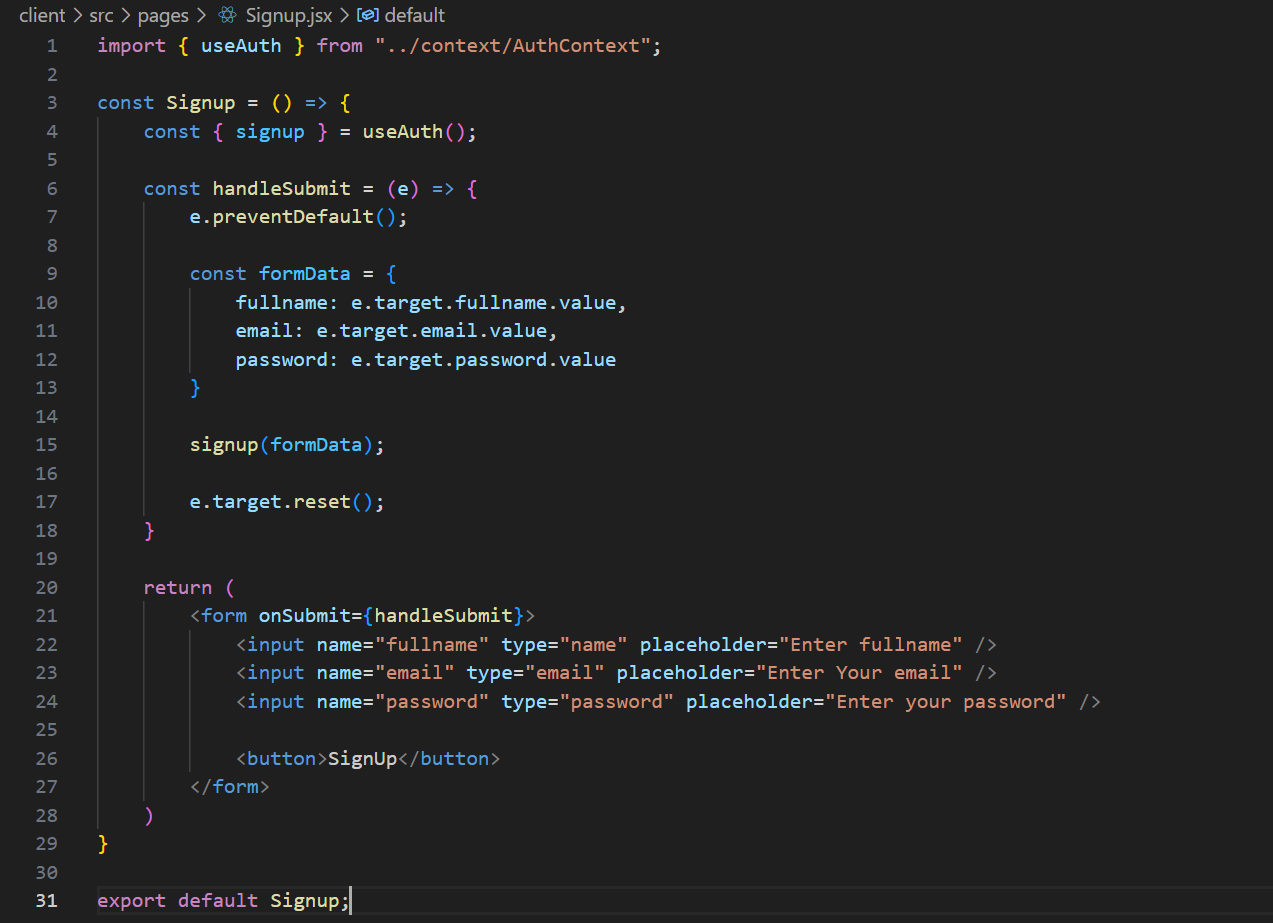 client > src > pages > Signup.jsx > default
1 import { useAuth } from "../context/AuthContext";
2
3 const Signup = () => {
4     const { signup } = useAuth();
5
6     const handleSubmit = (e) => {
7         e.preventDefault();
8
9         const formData = {
10             fullname: e.target.fullname.value,
11             email: e.target.email.value,
12             password: e.target.password.value
13         }
14
15         signup(formData);
16
17         e.target.reset();
18     }
19
20     return (
21         <form onSubmit={handleSubmit}>
22             <input name="fullname" type="name" placeholder="Enter fullname" />
23             <input name="email" type="email" placeholder="Enter Your email" />
24             <input name="password" type="password" placeholder="Enter your password" />
25
26             <button>SignUp</button>
27         </form>
28     )
29 }
30
31 export default Signup;